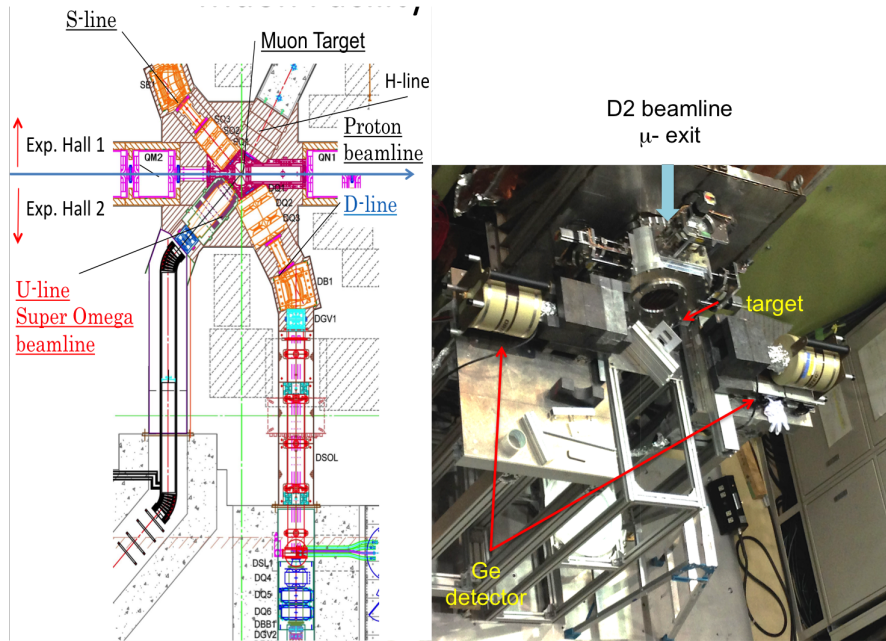 S-line
Muon Target
H-line
SB1
SQ3
SQ2
Proton
beamline
Exp. Hall 1
QM2
QN1
Exp. Hall 2
DQ1
DQ2
DQ3
D-line
U-line
Super Omega
beamline
DB1
DGV1
DSOL
DSL1
DQ4
DQ5
DQ6
DBB1
DGV2
D2 beamline
μ- exit
target
Ge
detector